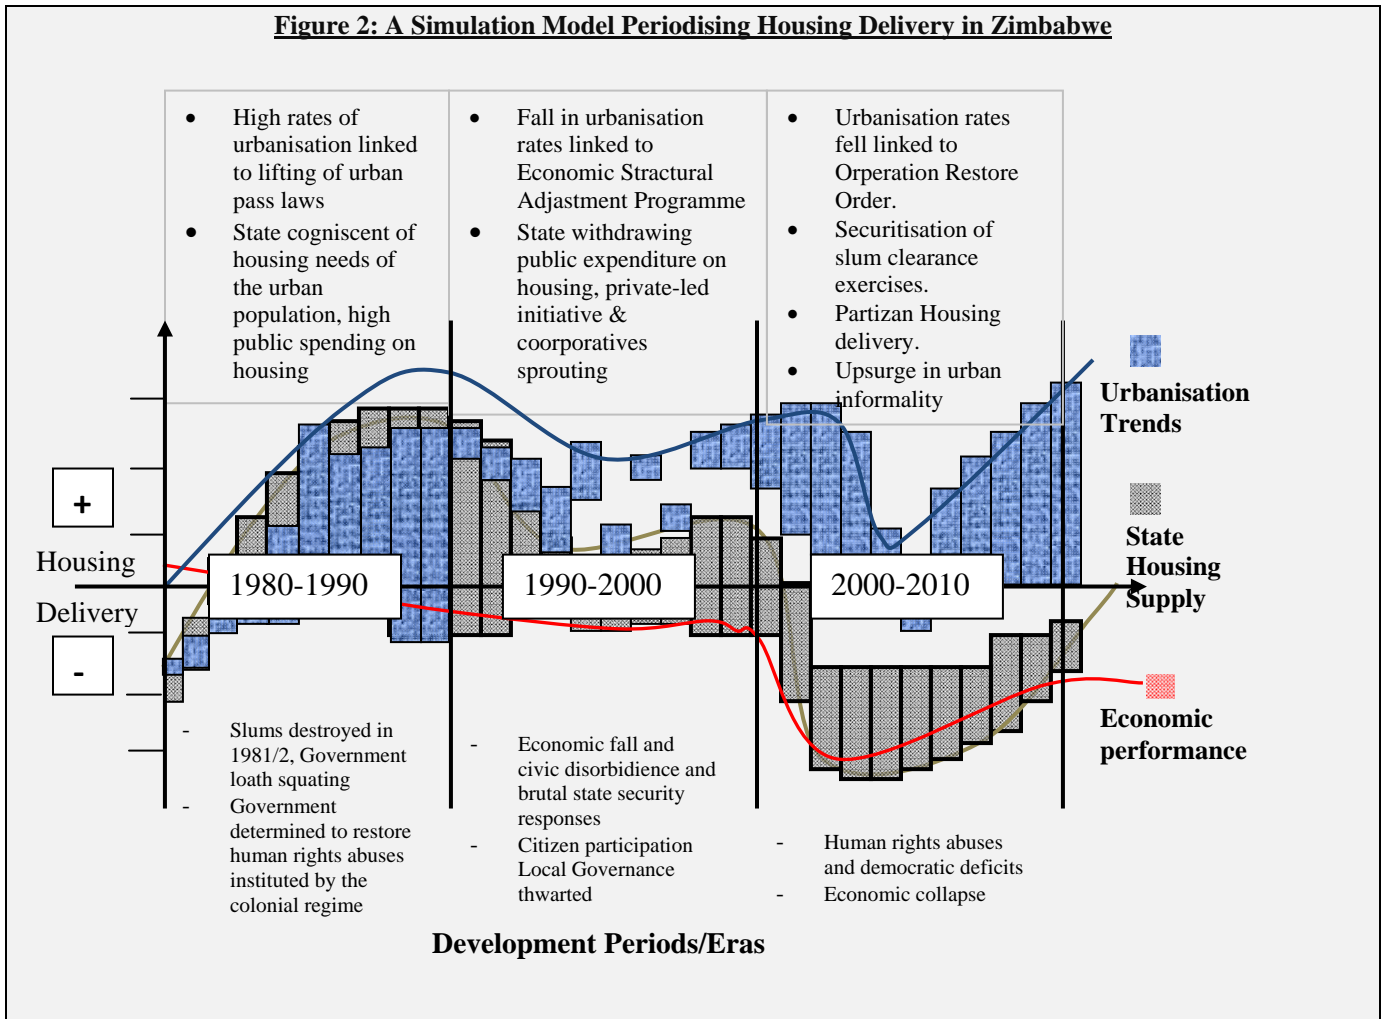 Figure 2: A Simulation Model Periodising Housing Delivery in Zimbabwe
• High rates of
urbanisation linked
to lifting of urban
pass laws
• State cogniscent of
housing needs of
the urban
population, high
public spending on
housing
• Fall in urbanisation
rates linked to
Economic Stractural
Adjastment Programme
• State withdrawing
public expenditure on
housing, private-led
initiative &
coorporatives
sprouting
• Urbanisation rates
fell linked to
Orperation Restore
Order.
• Securitisation of
slum clearance
exercises.
• Partizan Housing
delivery.
• Upsurge in urban
informality
Urbanisation
Trends
+
Housing
Delivery
-
1980-1990
1990-2000
2000-2010
State
Housing
Supply
Economic
performance
- Slums destroyed in
1981/2, Government
loath squating
- Government
determined to restore
human rights abuses
instituted by the
colonial regime
- Economic fall and
civic disorbidience and
brutal state security
responses
- Citizen participation
Local Governance
thwarted
- Human rights abuses
and democratic deficits
- Economic collapse
Development Periods/Eras